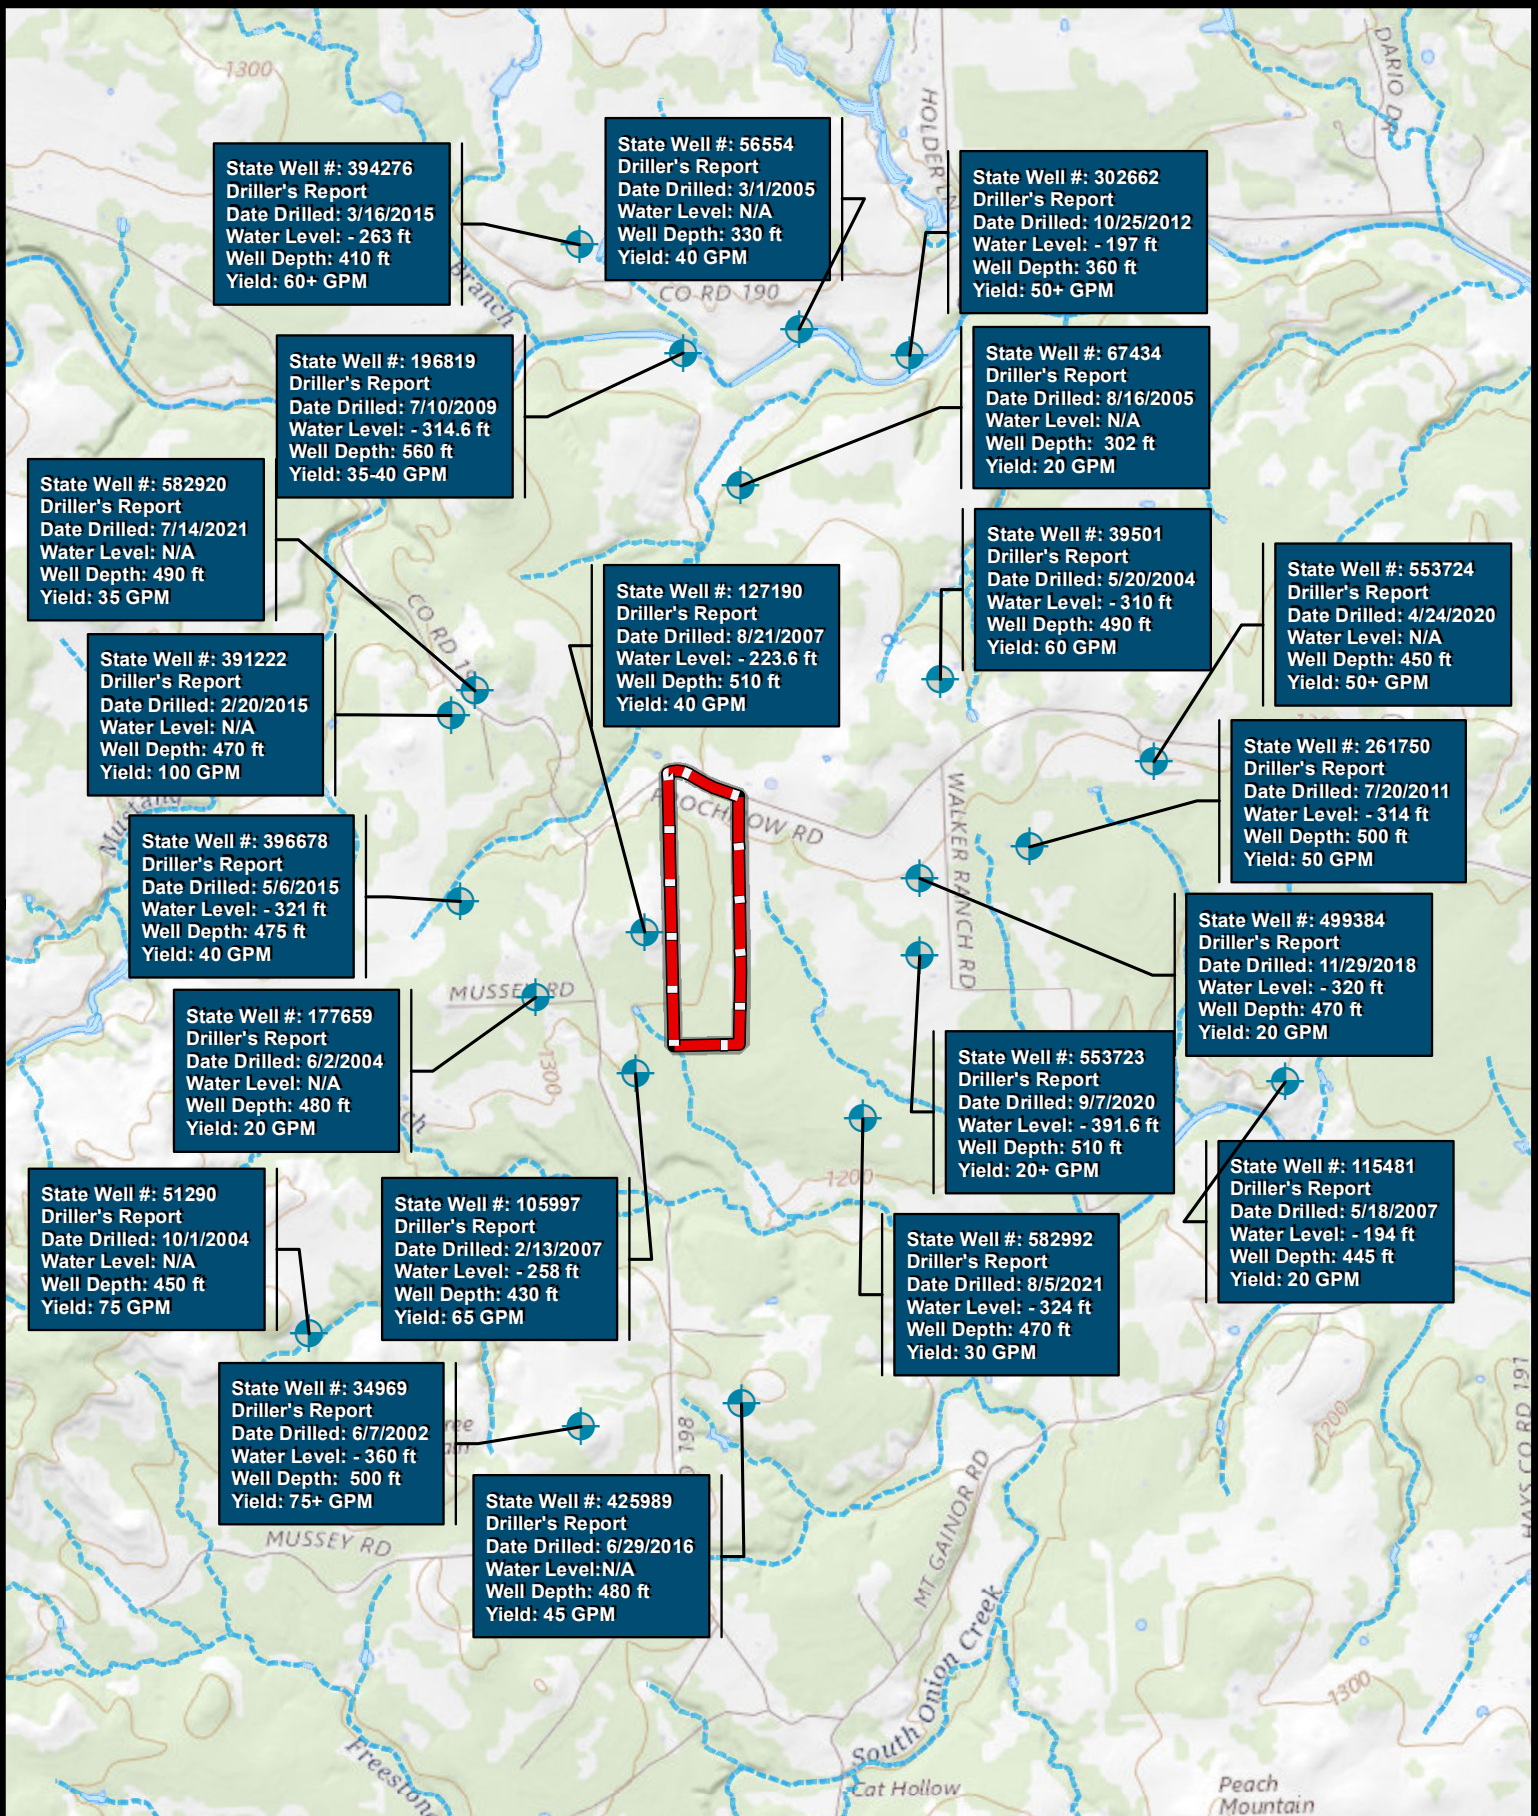 1300
DARIO DR
HOLDER LN
State Well #: 394276
Driller's Report
Date Drilled: 3/16/2015
Water Level: - 263 ft
Well Depth: 410 ft
Yield: 60+ GPM
State Well #: 56554
Driller's Report
Date Drilled: 3/1/2005
Water Level: N/A
Well Depth: 330 ft
Yield: 40 GPM
State Well #: 302662
Driller's Report
Date Drilled: 10/25/2012
Water Level: - 197 ft
Well Depth: 360 ft
Yield: 50+ GPM
Branch
CO RD 190
State Well #: 196819
Driller's Report
Date Drilled: 7/10/2009
Water Level: - 314.6 ft
Well Depth: 560 ft
Yield: 35-40 GPM
State Well #: 67434
Driller's Report
Date Drilled: 8/16/2005
Water Level: N/A
Well Depth: 302 ft
Yield: 20 GPM
State Well #: 582920
Driller's Report
Date Drilled: 7/14/2021
Water Level: N/A
Well Depth: 490 ft
Yield: 35 GPM
State Well #: 39501
Driller's Report
Date Drilled: 5/20/2004
Water Level: - 310 ft
Well Depth: 490 ft
Yield: 60 GPM
State Well #: 553724
Driller's Report
Date Drilled: 4/24/2020
Water Level: N/A
Well Depth: 450 ft
Yield: 50+ GPM
State Well #: 127190
Driller's Report
Date Drilled: 8/21/2007
Water Level: - 223.6 ft
Well Depth: 510 ft
Yield: 40 GPM
CO RD
State Well #: 391222
Driller's Report
Date Drilled: 2/20/2015
Water Level: N/A
Well Depth: 470 ft
Yield: 100 GPM
State Well #: 261750
Driller's Report
Date Drilled: 7/20/2011
Water Level: - 314 ft
Well Depth: 500 ft
Yield: 50 GPM
Mustang
RD
WALKER RANCH RD
State Well #: 396678
Driller's Report
Date Drilled: 5/6/2015
Water Level: - 321 ft
Well Depth: 475 ft
Yield: 40 GPM
State Well #: 499384
Driller's Report
Date Drilled: 11/29/2018
Water Level: - 320 ft
Well Depth: 470 ft
Yield: 20 GPM
MUSSEY RD
State Well #: 177659
Driller's Report
Date Drilled: 6/2/2004
Water Level: N/A
Well Depth: 480 ft
Yield: 20 GPM
1300
State Well #: 553723
Driller's Report
Date Drilled: 9/7/2020
Water Level: - 391.6 ft
Well Depth: 510 ft
Yield: 20+ GPM
1200
State Well #: 115481
Driller's Report
Date Drilled: 5/18/2007
Water Level: - 194 ft
Well Depth: 445 ft
Yield: 20 GPM
State Well #: 51290
Driller's Report
Date Drilled: 10/1/2004
Water Level: N/A
Well Depth: 450 ft
Yield: 75 GPM
State Well #: 105997
Driller's Report
Date Drilled: 2/13/2007
Water Level: - 258 ft
Well Depth: 430 ft
Yield: 65 GPM
State Well #: 582992
Driller's Report
Date Drilled: 8/5/2021
Water Level: - 324 ft
Well Depth: 470 ft
Yield: 30 GPM
State Well #: 34969
Driller's Report
Date Drilled: 6/7/2002
Water Level: - 360 ft
Well Depth: 500 ft
Yield: 75+ GPM
198
1200
HAYS CO RD 191
State Well #: 425989
Driller's Report
Date Drilled: 6/29/2016
Water Level:N/A
Well Depth: 480 ft
Yield: 45 GPM
MUSSEY RD
MT GAINOR RD
South Onion Creek
1300
Freestone
Cat Hollow
Peach
Mountain